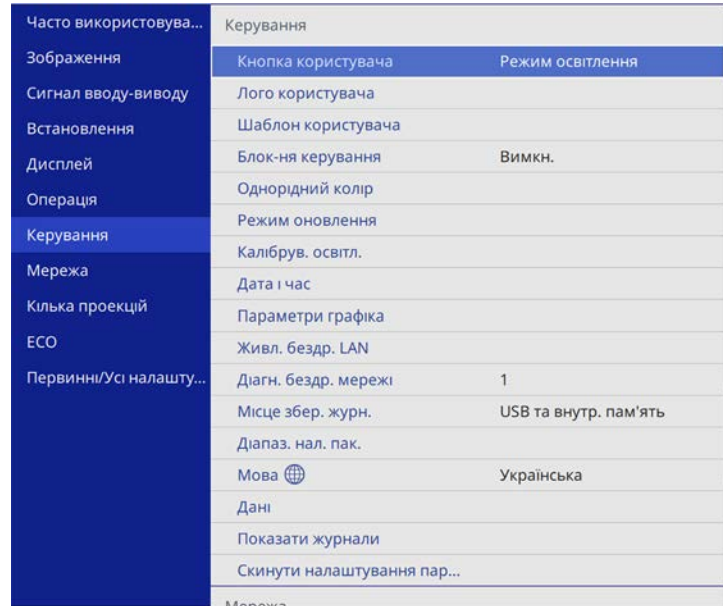 Часто використовува...
Зображення
Сигнал вводу-виводу
Встановлення
Дисплей
Операція
Керування
Мережа
Кілька проекцій
ECO
Первинні/Усі налашту...
Керування
Кнопка користувача Режим освітлення
Лого користувача
Шаблон користувача
Блок-ня керування Вимкн.
Однорідний колір
Режим оновлення
Калібрув. освітл.
Дата і час
Параметри графіка
Живл. бездр. LAN
Діагн. бездр. мережі 1
Місце збер. журн. USB та внутр. пам'ять
Діапаз. нал. пак.
Мова Українська
Дані
Показати журнали
Скинути налаштування пар...
Мережа